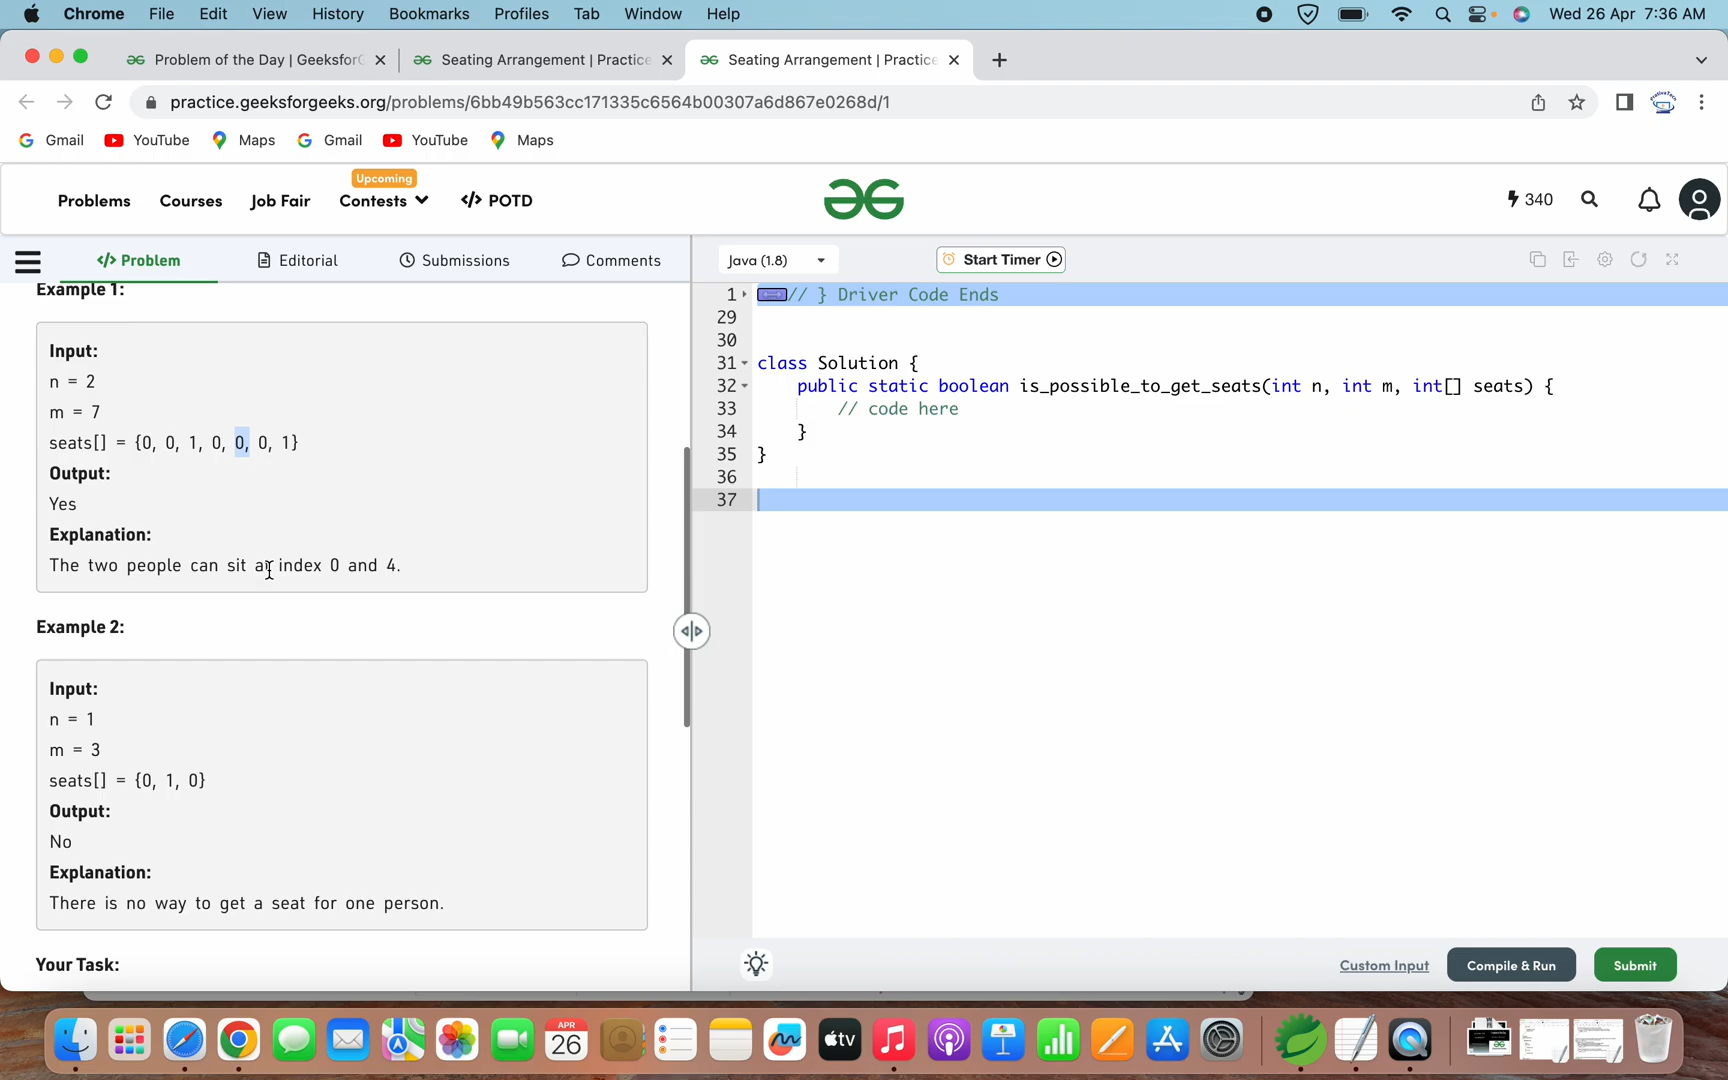 Chrome File Edit View History Bookmarks Profiles Tab Window Help Wed 26 Apr 7:36 AM
Problem of the Day | Geeksfor Seating Arrangement | Practice Seating Arrangement | Practice
practice.geeksforgeeks.org/problems/6bb49b563cc171335c6564b00307a6d867e0268d/1
Gmail YouTube Maps Gmail YouTube Maps
Upcoming
Problems Courses Job Fair Contests </> POTD 340
</> Problem Editorial Submissions Comments Java (1.8) Start Timer
Example 1:
Input:
n = 2
m = 7
seats[] = {0, 0, 1, 0, 0, 0, 1}
Output:
Yes
Explanation:
The two people can sit at index 0 and 4.
Example 2:
Input:
n = 1
m = 3
seats[] = {0, 1, 0}
Output:
No
Explanation:
There is no way to get a seat for one person.
Your Task:
1 // } Driver Code Ends
29
30
31 class Solution {
32 public static boolean is_possible_to_get_seats(int n, int m, int[] seats) {
33 // code here
34 }
35 }
36
37
Custom Input Compile & Run Submit
APR
26
tv